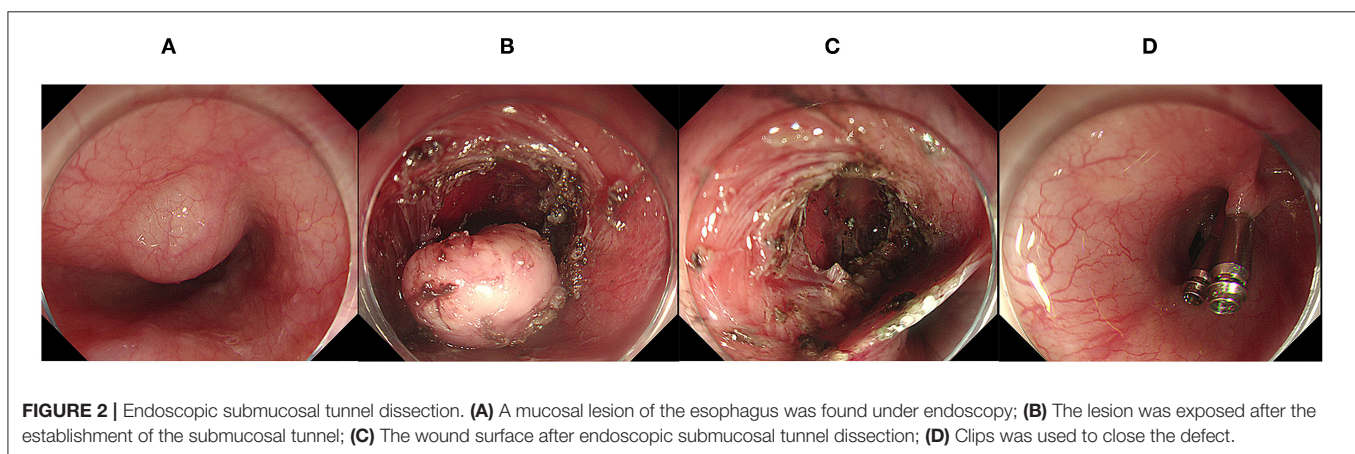 A B C D
FIGURE 2 | Endoscopic submucosal tunnel dissection. (A) A mucosal lesion of the esophagus was found under endoscopy; (B) The lesion was exposed after the
establishment of the submucosal tunnel; (C) The wound surface after endoscopic submucosal tunnel dissection; (D) Clips was used to close the defect.